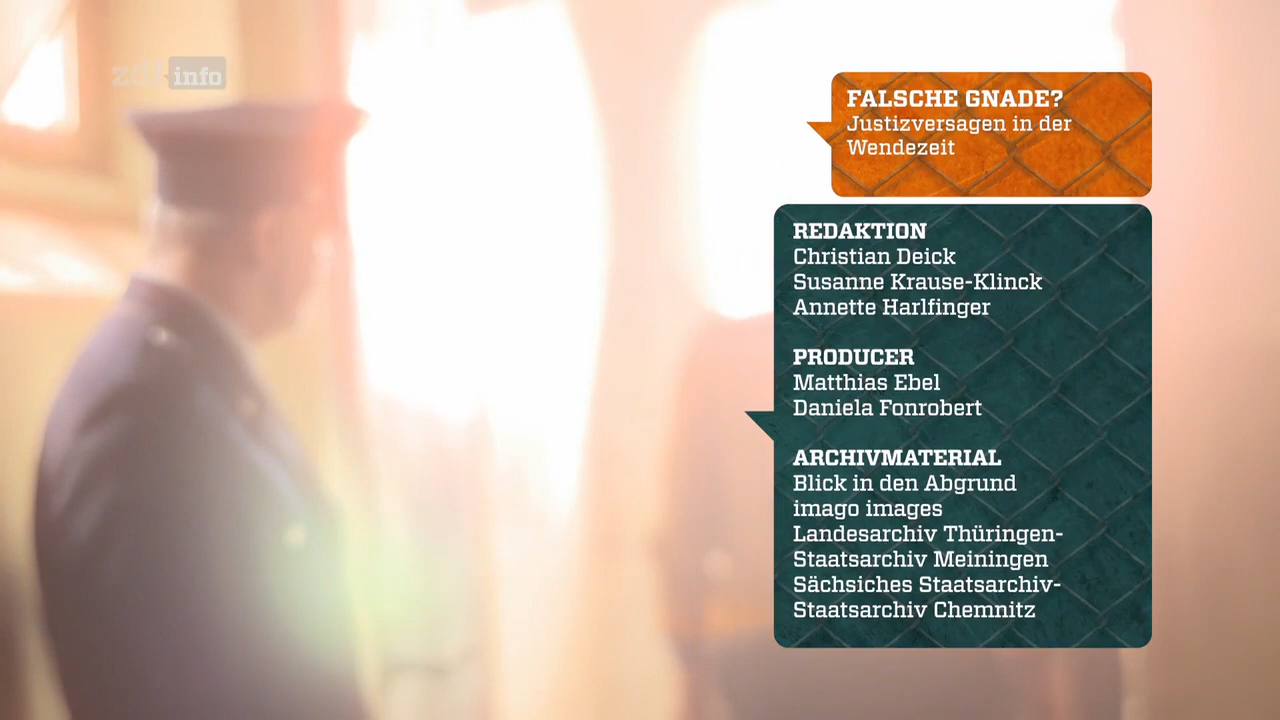 zdf info
FALSCHE GNADE?
Justizversagen in der
Wendezeit
REDAKTION
Christian Deick
Susanne Krause-Klinck
Annette Harlfinger
PRODUCER
Matthias Ebel
Daniela Fonrobert
ARCHIVMATERIAL
Blick in den Abgrund
imago images
Landesarchiv Thüringen-
Staatsarchiv Meiningen
Sächsisches Staatsarchiv-
Staatsarchiv Chemnitz